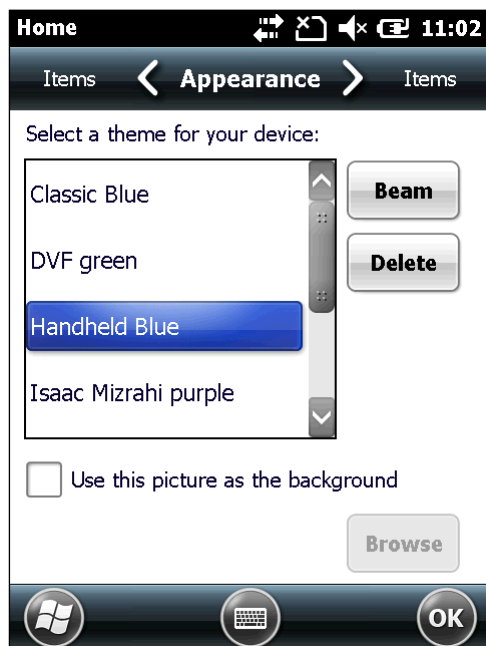 Home 11:02
Items Appearance Items
Select a theme for your device:
Classic Blue
Beam
DVF green
Delete
Handheld Blue
Isaac Mizrahi purple
Use this picture as the background
Browse
OK